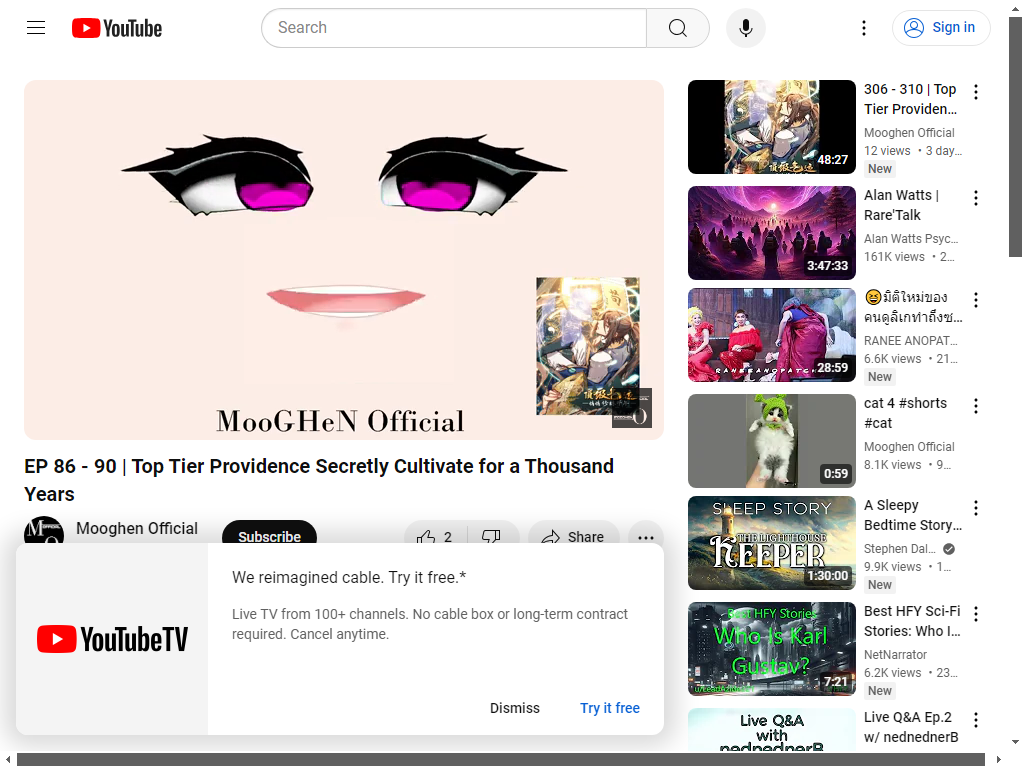 YouTube
Search
Sign in
MooGHeN Official
EP 86 - 90 | Top Tier Providence Secretly Cultivate for a Thousand
Years
Mooghen Official
Subscribe
2
Share
We reimagined cable. Try it free.*
Live TV from 100+ channels. No cable box or long-term contract
required. Cancel anytime.
YouTubeTV
Dismiss
Try it free
48:27
306 - 310 | Top
Tier Providen...
Mooghen Official
12 views • 3 day...
New
3:47:33
Alan Watts |
Rare'Talk
Alan Watts Psyc...
161K views • 2...
RANEEANOPATCH
28:59
😆มิติใหม่ของ
คนดูลิเกทำถึงซ...
RANEE ANOPAT...
6.6K views • 21...
New
0:59
cat 4 #shorts
#cat
Mooghen Official
8.1K views • 9...
SLEEP STORY
THE LIGHTHOUSE
KEEPER
1:30:00
A Sleepy
Bedtime Story...
Stephen Dal...
9.9K views • 1...
New
Best HFY Stories
Who Is Karl
Gustav?
7:21
Best HFY Sci-Fi
Stories: Who I...
NetNarrator
6.2K views • 23...
New
Live Q&A
with
nednednerB
Live Q&A Ep.2
w/ nednednerB